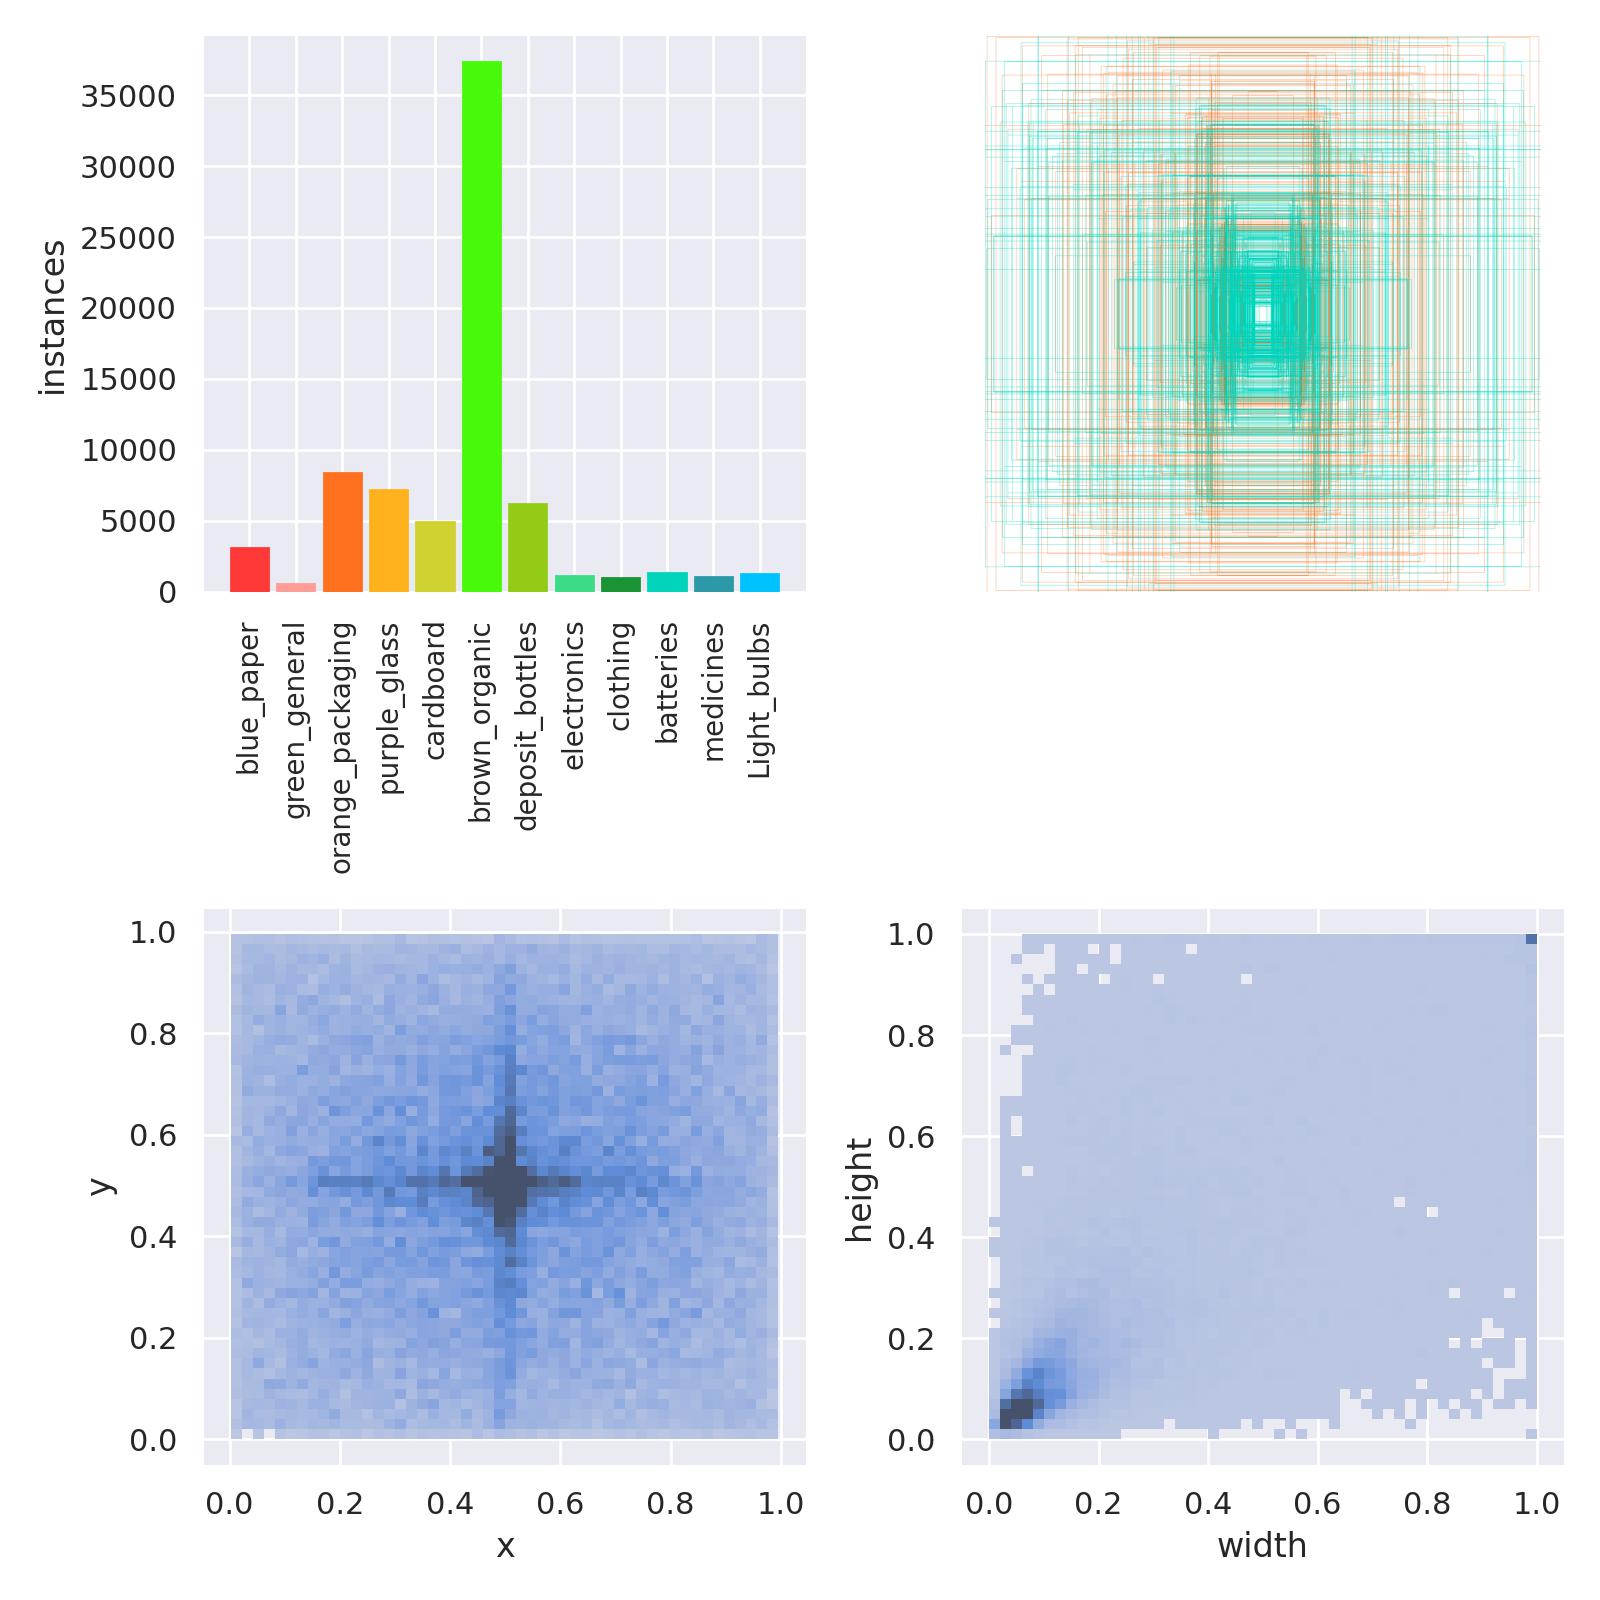 instances
35000
30000
25000
20000
15000
10000
5000
0
blue_paper
green_general
orange_packaging
purple_glass
cardboard
brown_organic
deposit_bottles
electronics
clothing
batteries
medicines
Light_bulbs
y
1.0
0.8
0.6
0.4
0.2
0.0
0.0 0.2 0.4 0.6 0.8 1.0
x
height
1.0
0.8
0.6
0.4
0.2
0.0
0.0 0.2 0.4 0.6 0.8 1.0
width